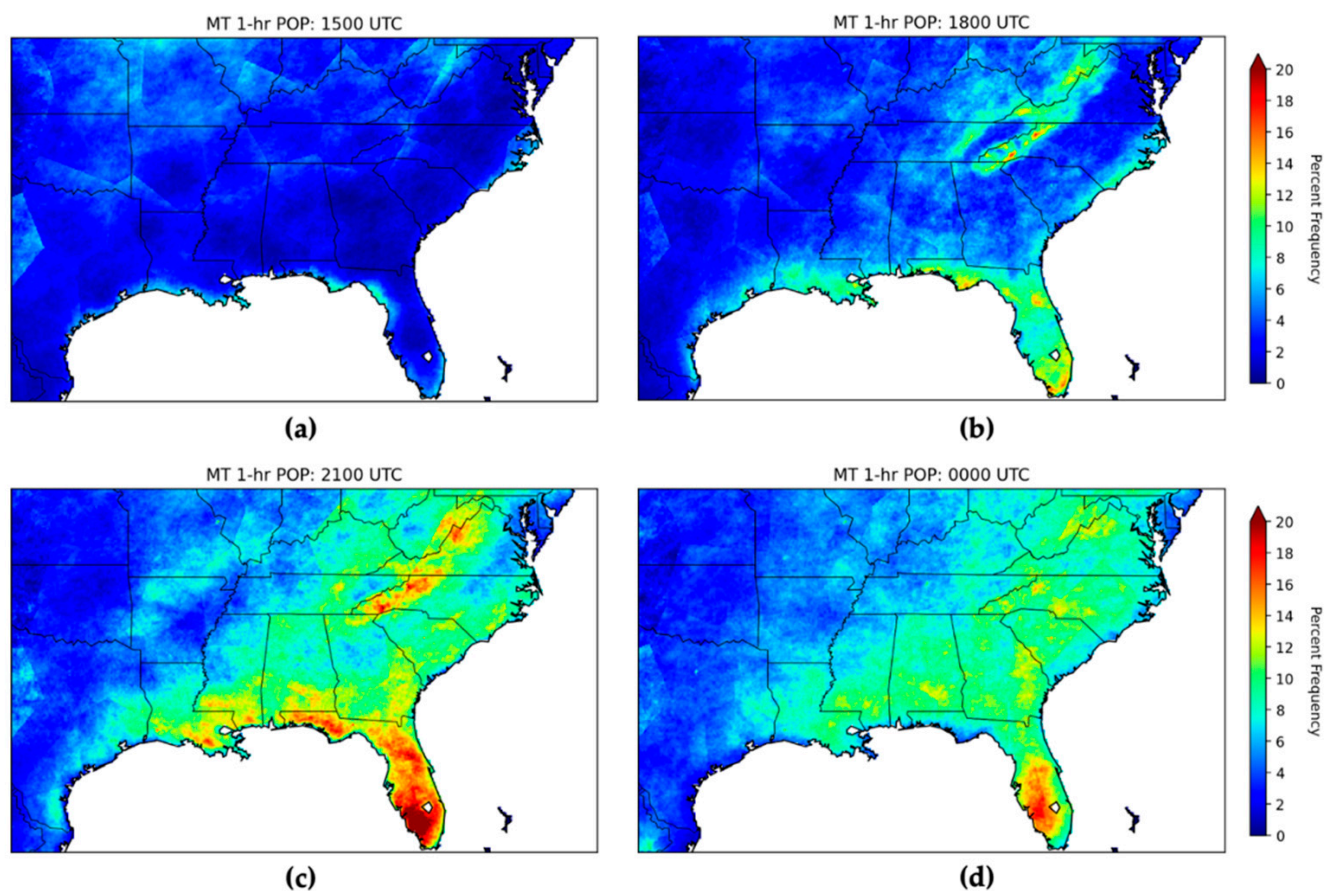 MT 1-hr POP: 1500 UTC
MT 1-hr POP: 1800 UTC
20
18
16
14
12
10
8
6
4
2
0
Percent Frequency
(a)
(b)
MT 1-hr POP: 2100 UTC
MT 1-hr POP: 0000 UTC
20
18
16
14
12
10
8
6
4
2
0
Percent Frequency
(c)
(d)